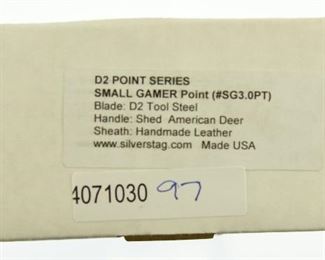 D2 POINT SERIES
SMALL GAMER Point (#SG3.0PT)
Blade: D2 Tool Steel
Handle: Shed American Deer
Sheath: Handmade Leather
www.silverstag.com Made USA
4071030 97